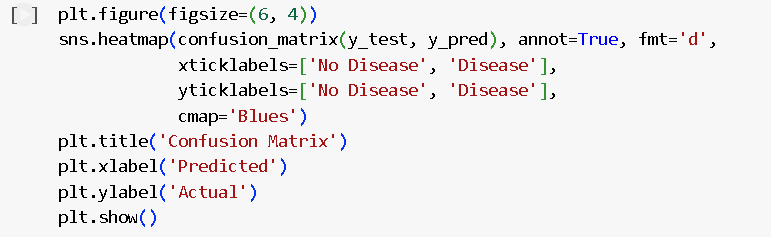 [ ] plt.figure(figsize=(6, 4))
sns.heatmap(confusion_matrix(y_test, y_pred), annot=True, fmt='d',
            xticklabels=['No Disease', 'Disease'],
            yticklabels=['No Disease', 'Disease'],
            cmap='Blues')
plt.title('Confusion Matrix')
plt.xlabel('Predicted')
plt.ylabel('Actual')
plt.show()